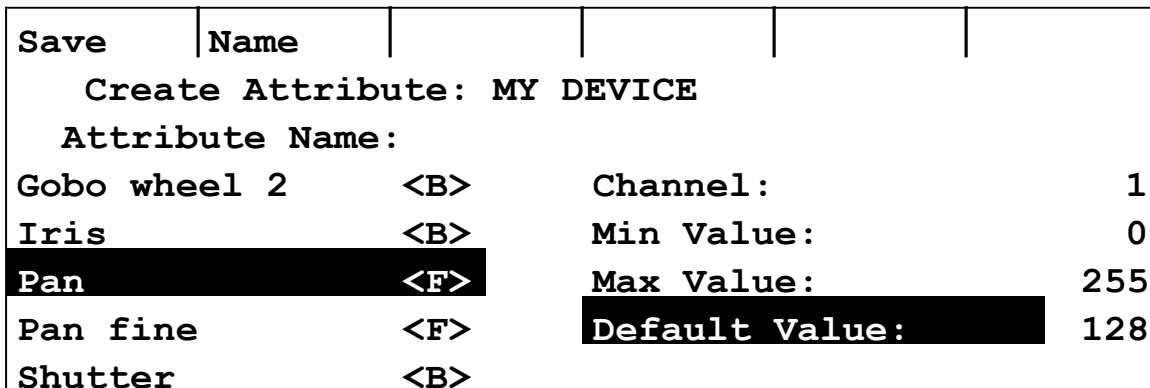 Save Name
Create Attribute: MY DEVICE
Attribute Name:
Gobo wheel 2 <B> Channel: 1
Iris <B> Min Value: 0
Pan <F> Max Value: 255
Pan fine <F> Default Value: 128
Shutter <B>